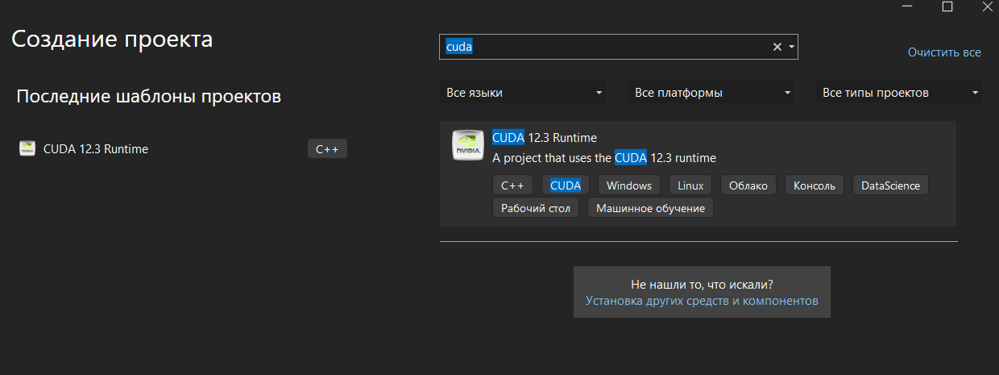 Создание проекта
cuda
Очистить все
Последние шаблоны проектов
Все языки
Все платформы
Все типы проектов
CUDA 12.3 Runtime
C++
NVIDIA.
CUDA 12.3 Runtime
A project that uses the CUDA 12.3 runtime
C++ CUDA Windows Linux Облако Консоль DataScience
Рабочий стол Машинное обучение
Не нашли то, что искали?
Установка других средств и компонентов